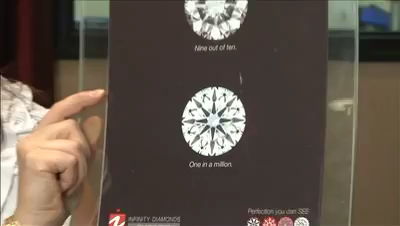 Nine out of ten.
One in a million.
INFINITY DIAMONDS
Perfection you can SEE